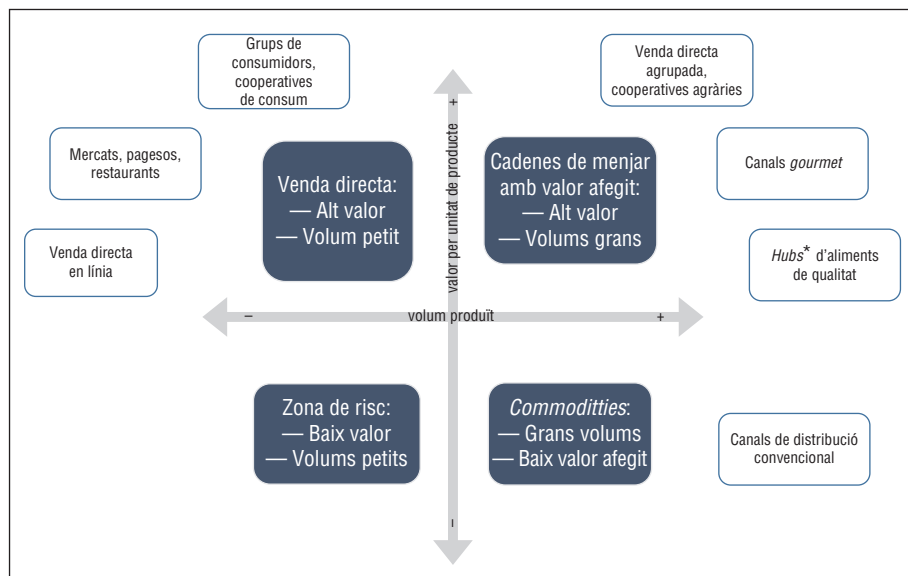 Grups de
consumidors,
cooperatives
de consum
Venda directa
agrupada,
cooperatives agràries
Mercats, pagesos,
restaurants
Venda directa:
— Alt valor
— Volum petit
+
valor per unitat de producte
–
Cadenes de menjar
amb valor afegit:
— Alt valor
— Volums grans
Canals gourmet
Venda directa
en línia
Hubs* d'aliments
de qualitat
–
volum produït
+
Zona de risc:
— Baix valor
— Volums petits
Commoditties:
— Grans volums
— Baix valor afegit
Canals de distribució
convencional